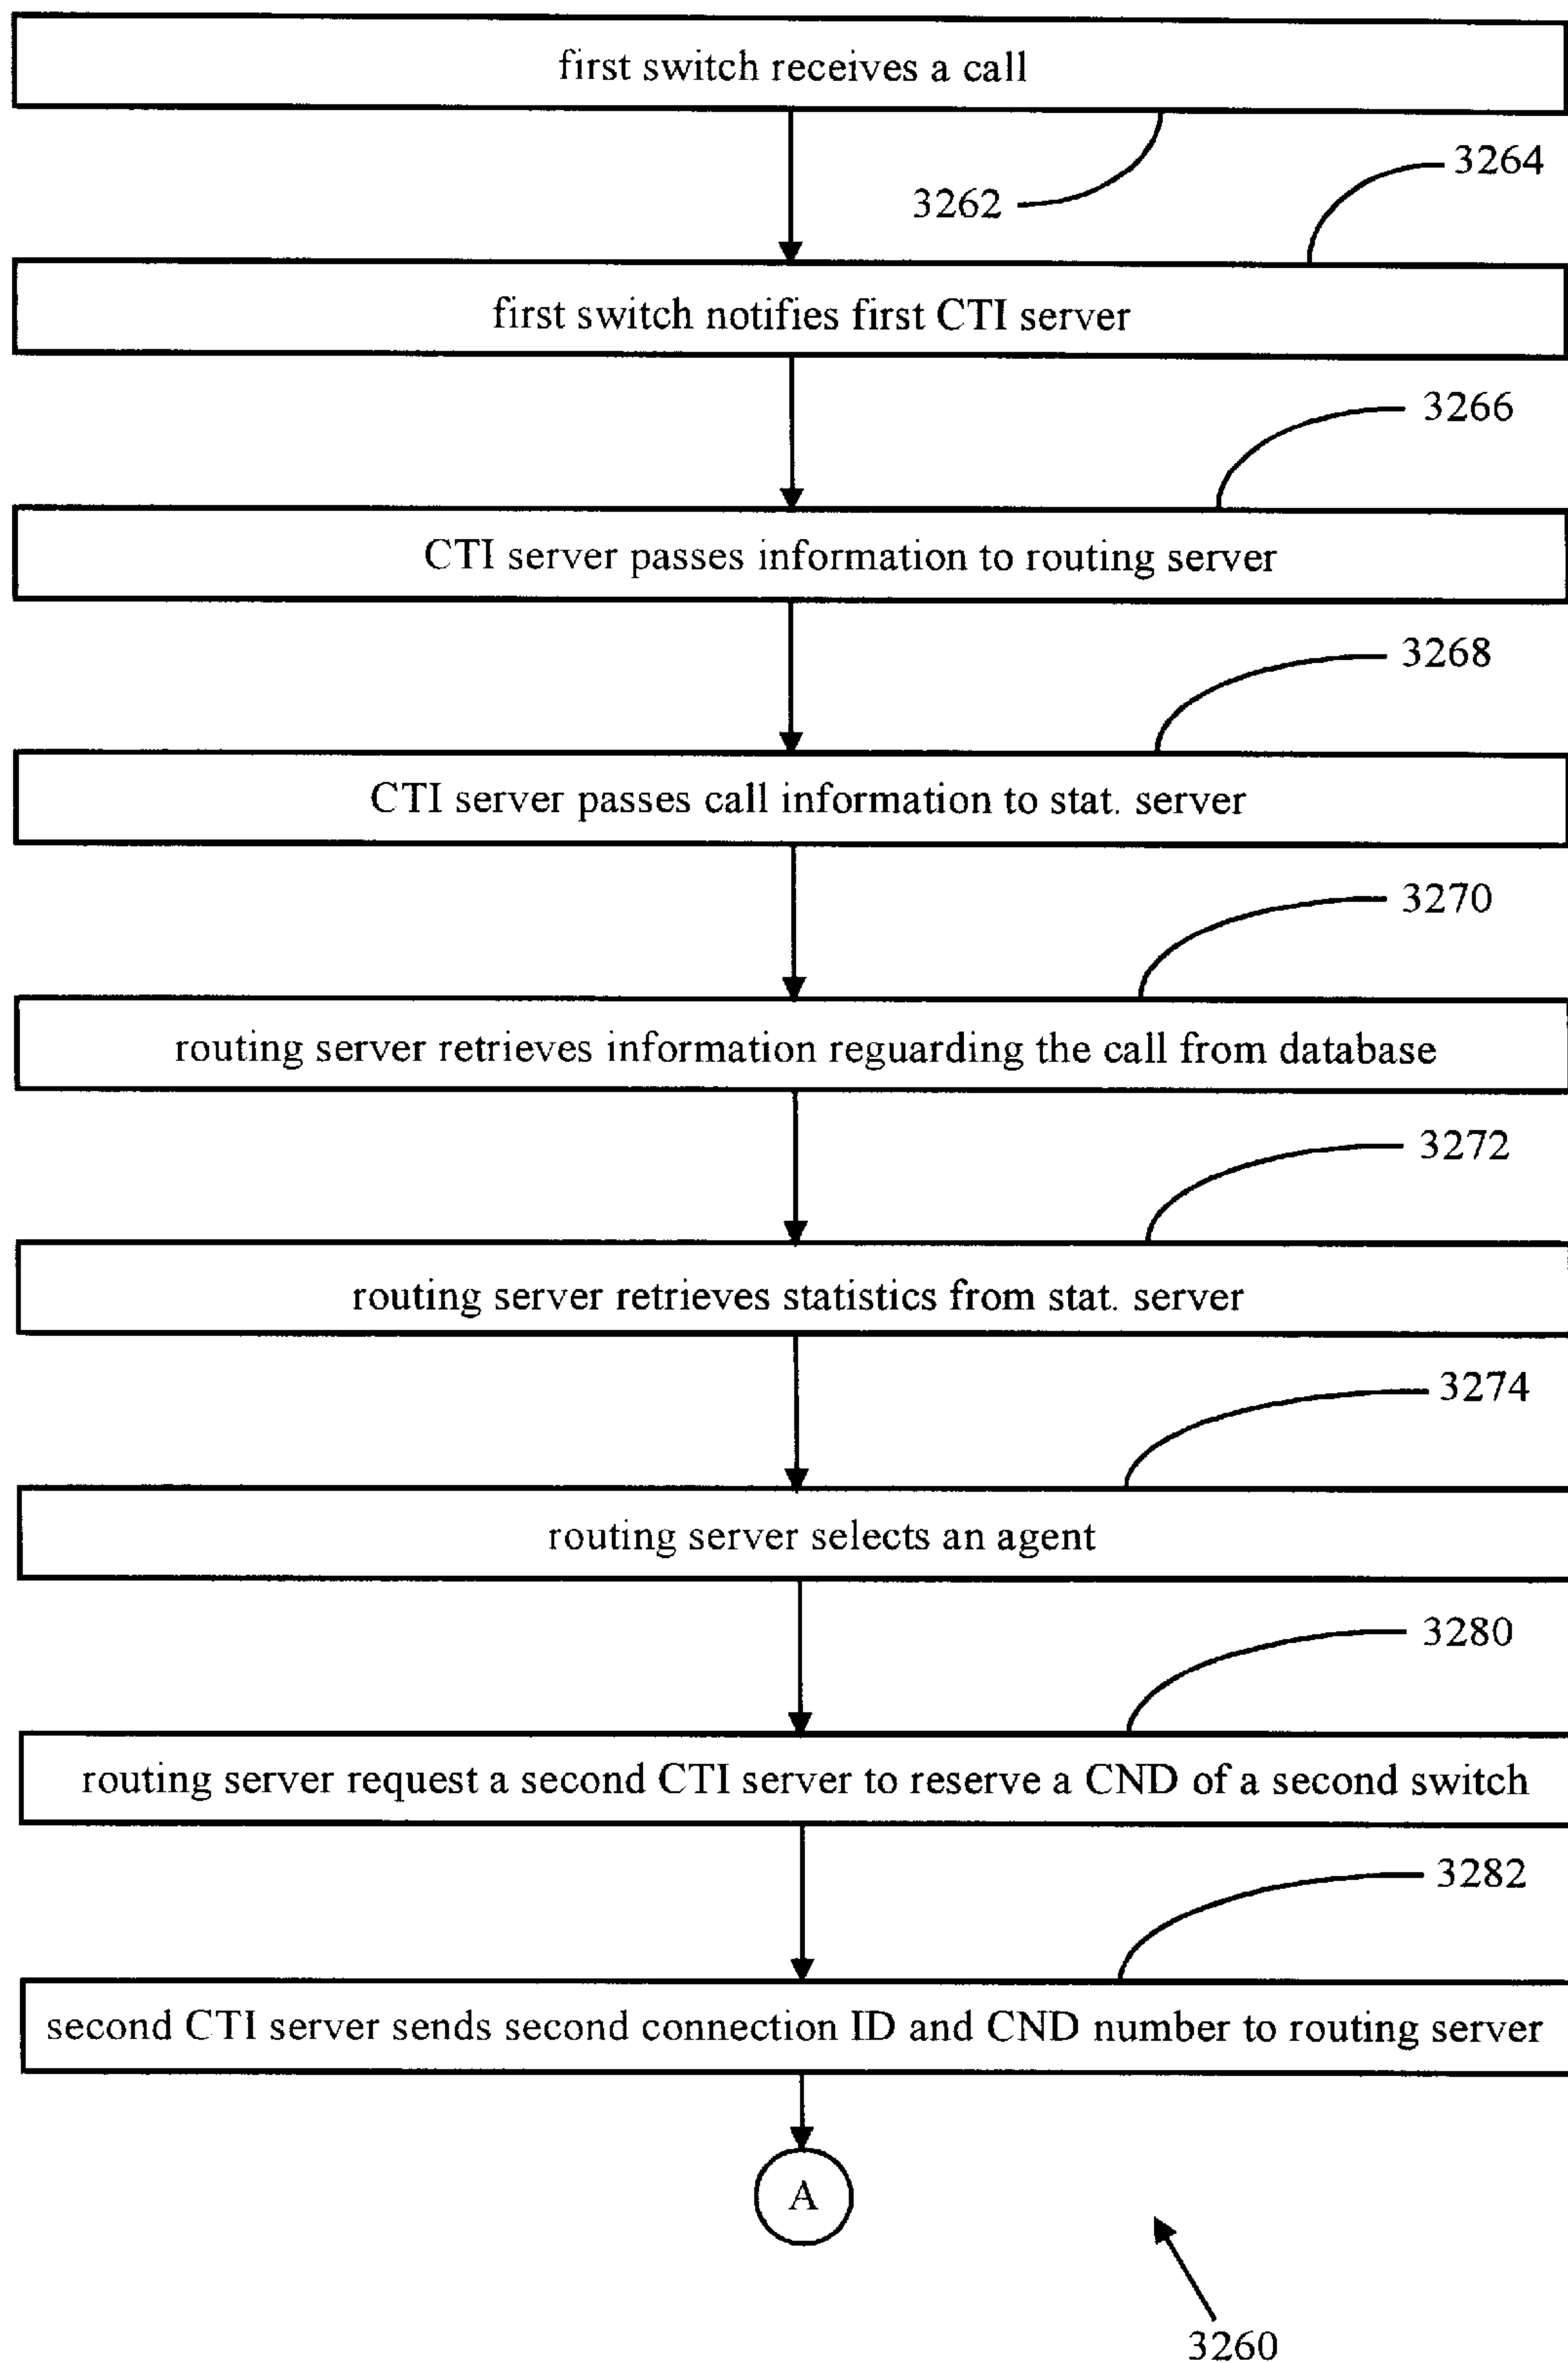 first switch receives a call
3262
3264
first switch notifies first CTI server
3266
CTI server passes information to routing server
3268
CTI server passes call information to stat. server
3270
routing server retrieves information reguarding the call from database
3272
routing server retrieves statistics from stat. server
3274
routing server selects an agent
3280
routing server request a second CTI server to reserve a CND of a second switch
3282
second CTI server sends second connection ID and CND number to routing server
A
3260